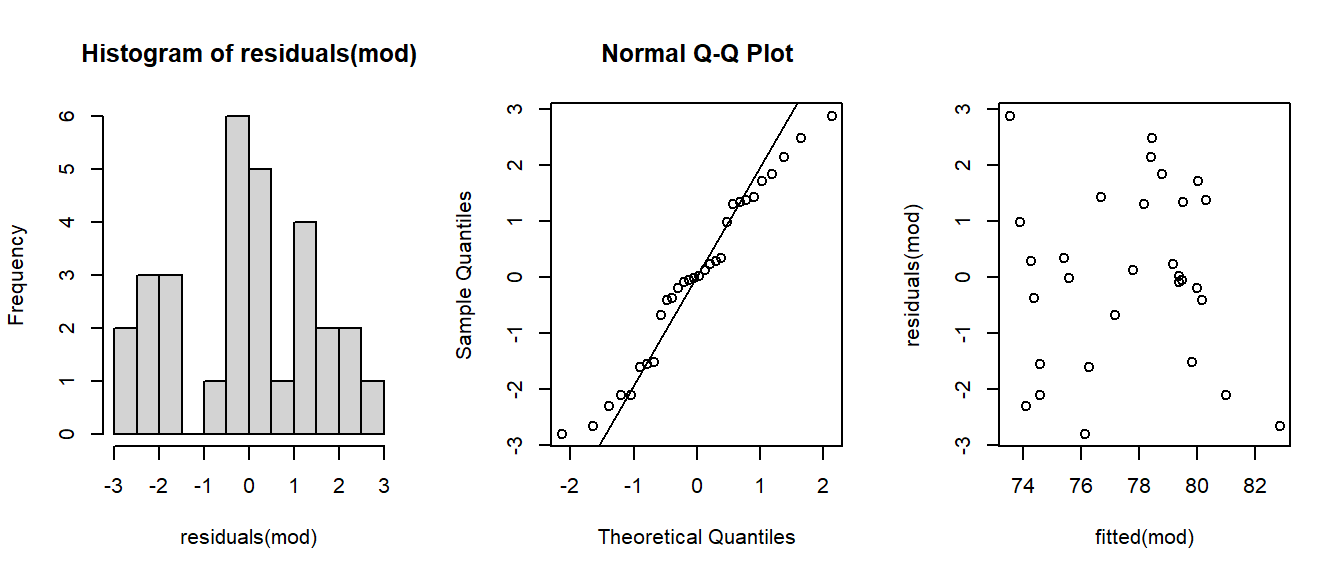 Histogram of residuals(mod)
Frequency
6
5
4
3
2
1
0
-3 -2 -1 0 1 2 3
residuals(mod)
Normal Q-Q Plot
Sample Quantiles
3
2
1
0
-1
-2
-3
-2 -1 0 1 2
Theoretical Quantiles
residuals(mod)
3
2
1
0
-1
-2
-3
74 76 78 80 82
fitted(mod)